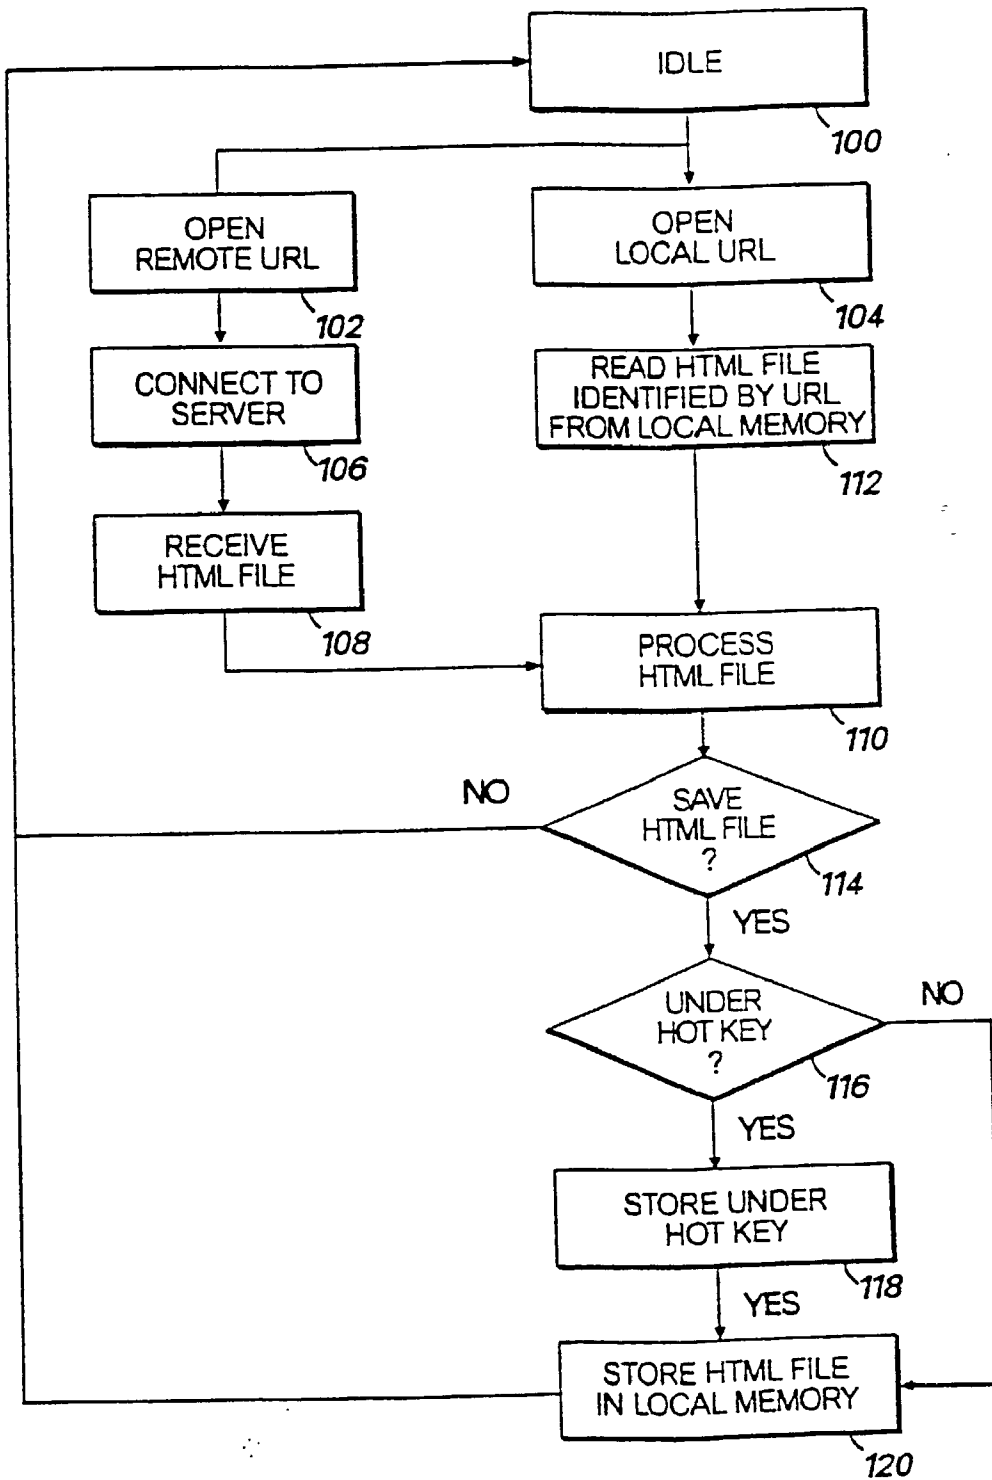 IDLE
100
OPEN
REMOTE URL
102
OPEN
LOCAL URL
104
CONNECT TO
SERVER
106
READ HTML FILE
IDENTIFIED BY URL
FROM LOCAL MEMORY
112
RECEIVE
HTML FILE
108
PROCESS
HTML FILE
110
NO
SAVE
HTML FILE
?
114
YES
UNDER
HOT KEY
?
116
NO
YES
STORE UNDER
HOT KEY
118
YES
STORE HTML FILE
IN LOCAL MEMORY
120